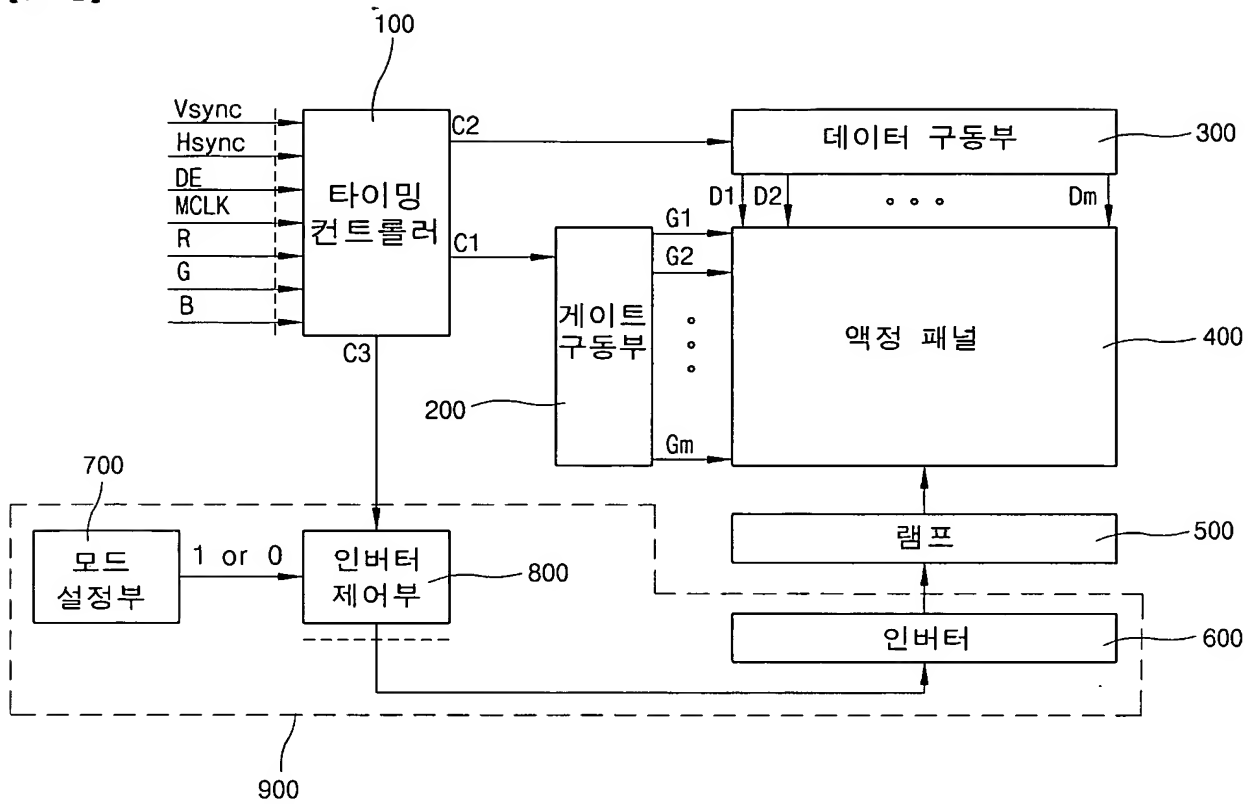 100
Vsync
Hsync
DE
MCLK
R
G
B
타이밍
컨트롤러
C2
C1
C3
데이터 구동부
300
D1 D2 Dm
G1
G2
Gm
게이트
구동부
200
액정 패널
400
램프
500
700
모드
설정부
1 or 0
인버터
제어부
800
인버터
600
900